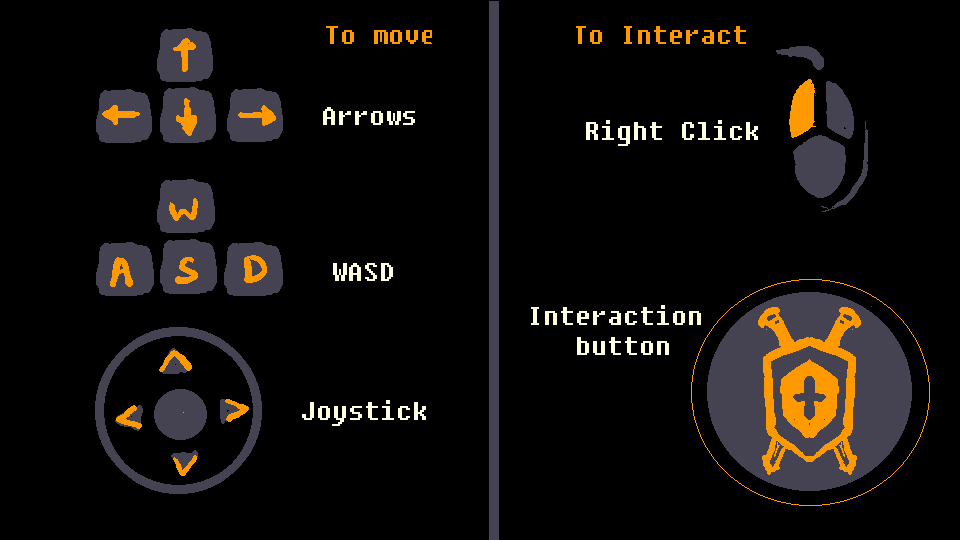 To move
Arrows
W
A S D
WASD
Joystick
To Interact
Right Click
Interaction
button